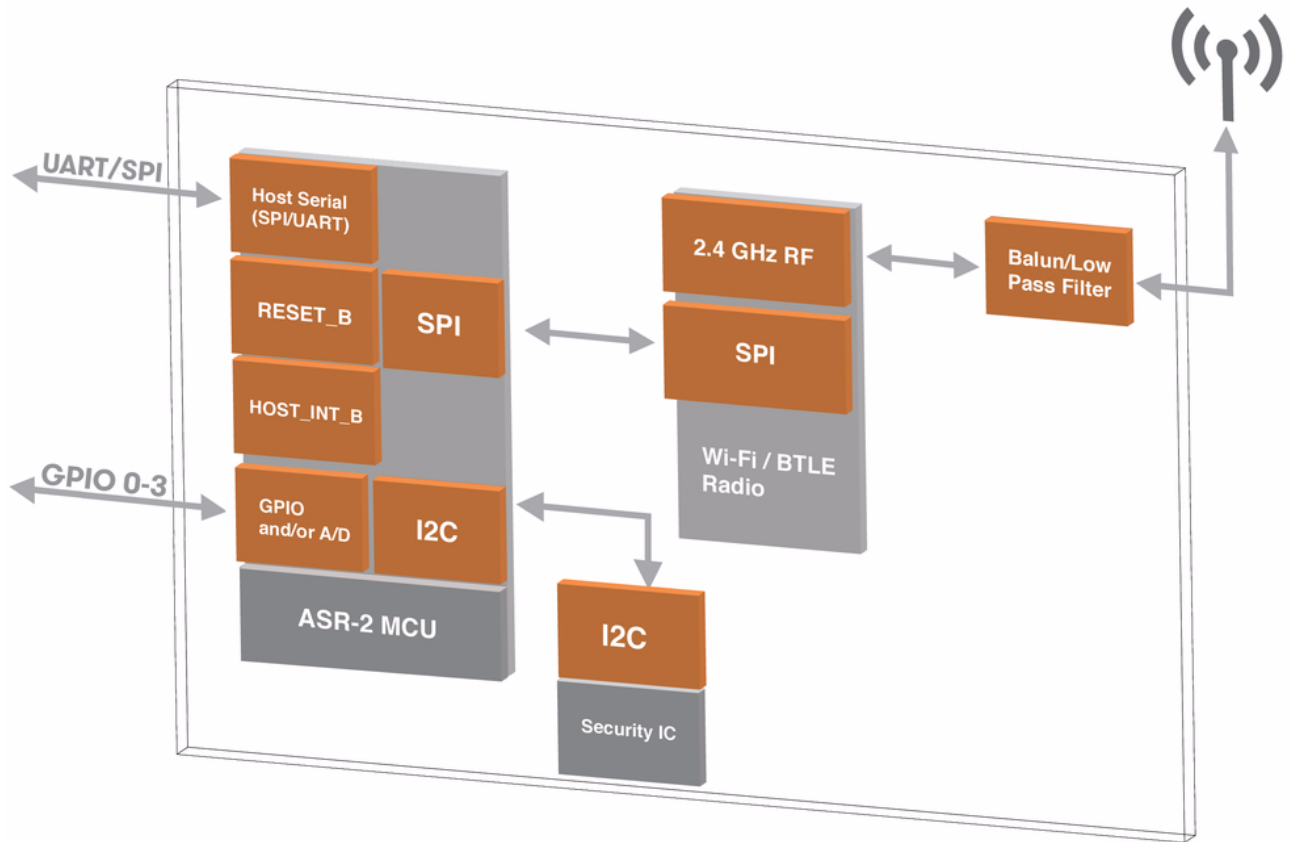 UART/SPI
Host Serial
(SPI/UART)
RESET_B
SPI
HOST_INT_B
GPIO 0-3
GPIO
and/or A/D
I2C
ASR-2 MCU
2.4 GHz RF
SPI
Wi-Fi / BTLE
Radio
Balun/Low
Pass Filter
I2C
Security IC